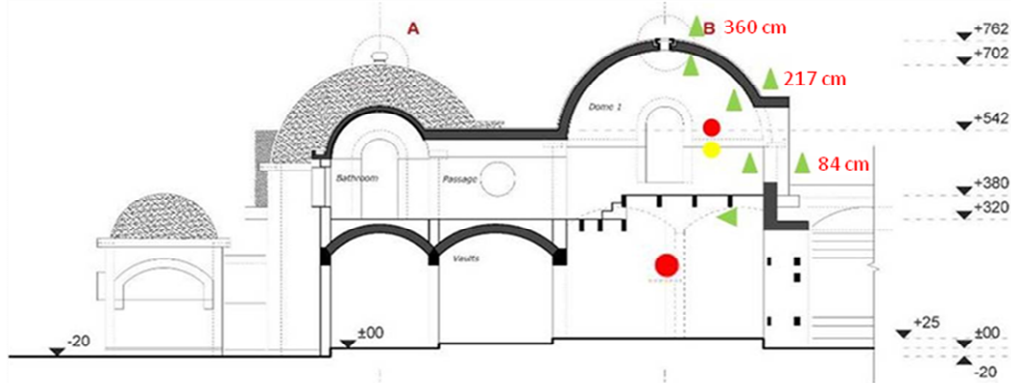 A
B
360 cm
+762
+702
217 cm
Dome 1
+542
84 cm
Bathroom
Passage
+380
+320
Vaults
-20
±00
+25
±00
-20